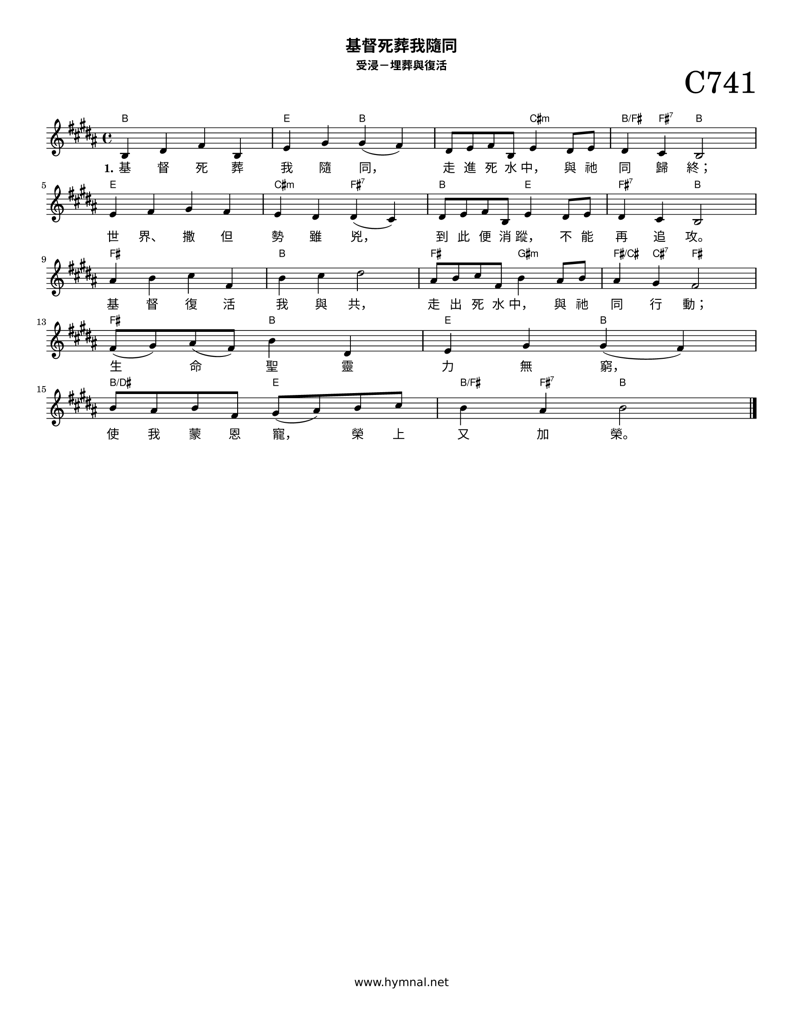 基督死葬我隨同
受浸－埋葬與復活
C741
B E B C♯m B/F♯ F♯7 B
1. 基 督 死 葬 我 隨 同， 走 進 死 水 中， 與 祂 同 歸 終；
5 E C♯m F♯7 B E F♯7 B
世 界、 撒 但 勢 雖 兇， 到 此 便 消 蹤， 不 能 再 追 攻。
9 F♯ B F♯ G♯m F♯/C♯ C♯7 F♯
基 督 復 活 我 與 共， 走 出 死 水 中， 與 祂 同 行 動；
13 F♯ B E B
生 命 聖 靈 力 無 窮，
15 B/D♯ E B/F♯ F♯7 B
使 我 蒙 恩 寵， 榮 上 又 加 榮。
www.hymnal.net